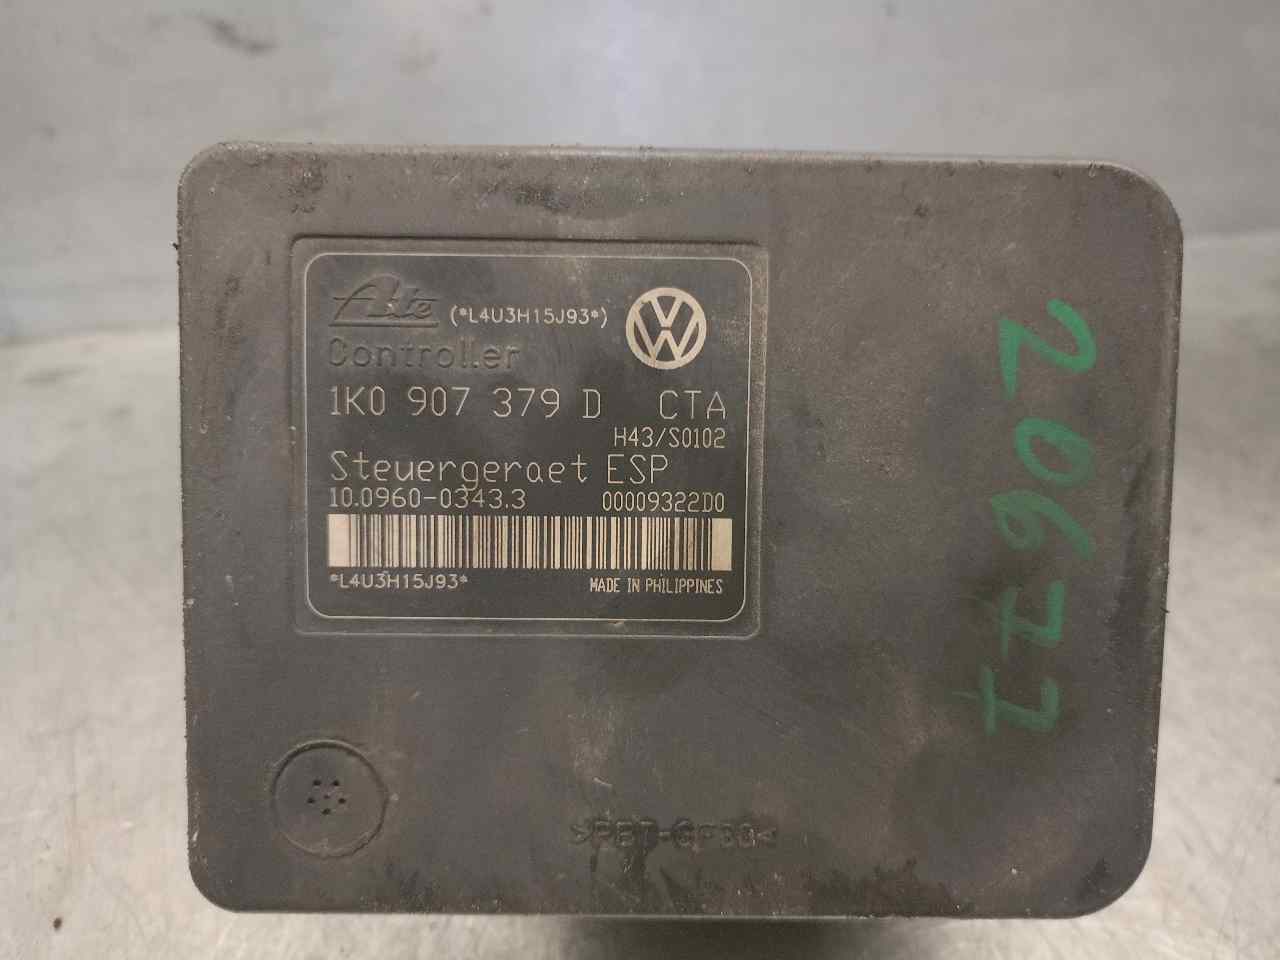 Ate (*L4U3H15J93*)
Controller
1K0 907 379 D CTA
H43/S0102
Steuergeraet ESP
10.0960-0343.3 00009322D0
*L4U3H15J93*
MADE IN PHILIPPINES
>PBT-GF30<
20677